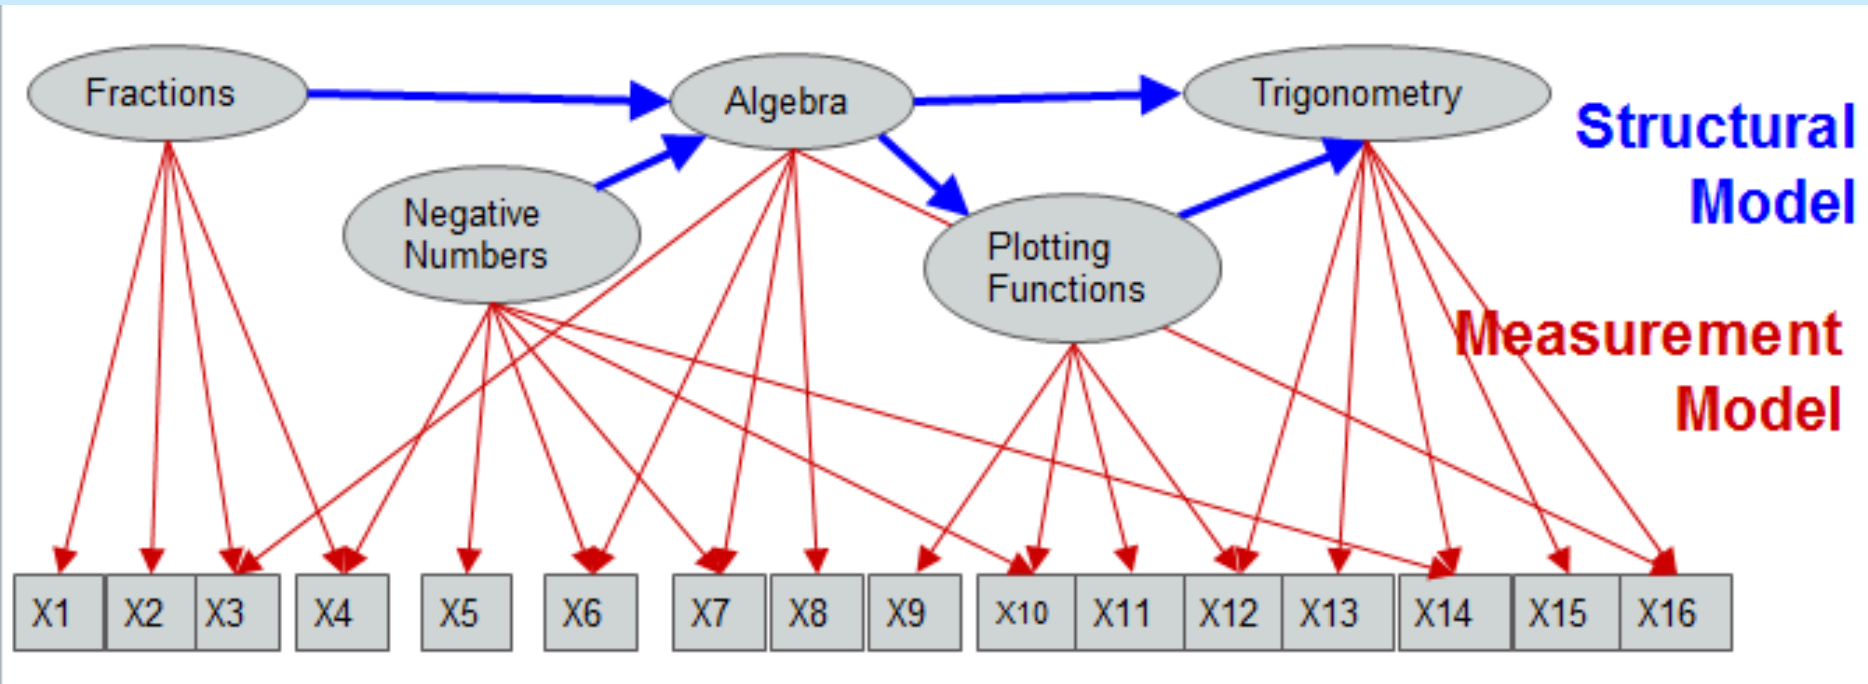 Fractions
Algebra
Trigonometry
Structural
Model
Negative
Numbers
Plotting
Functions
Measurement
Model
X1 X2 X3 X4 X5 X6 X7 X8 X9 X10 X11 X12 X13 X14 X15 X16